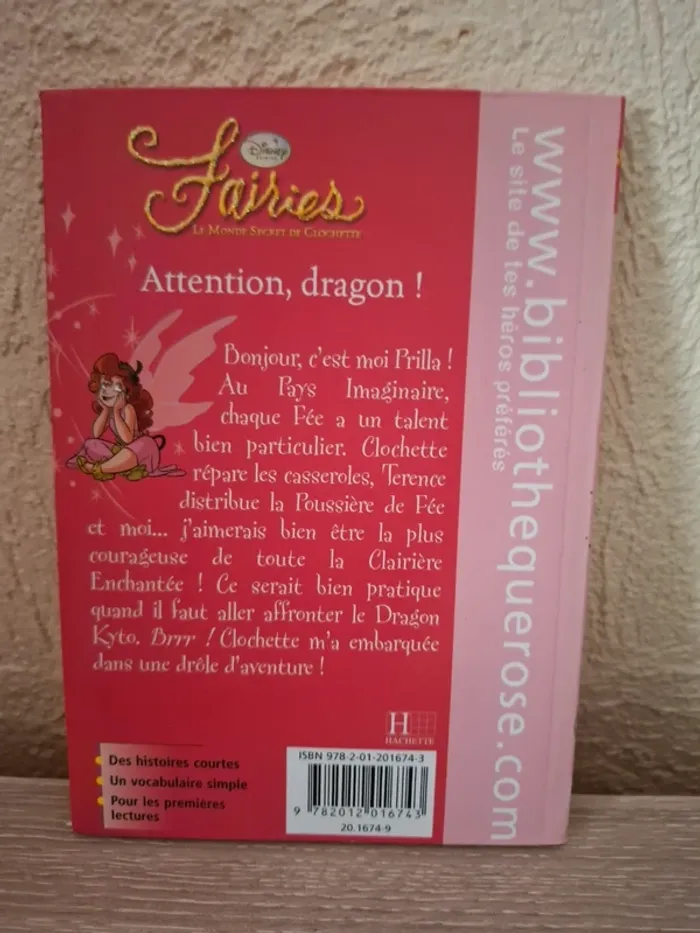 Disney
Fairies
LE MONDE SECRET DE CLOCHETTE
Attention, dragon !
Bonjour, c'est moi Prilla !
Au Pays Imaginaire,
chaque Fée a un talent
bien particulier. Clochette
répare les casseroles, Terence
distribue la Poussière de Fée
et moi... j'aimerais bien être la plus
courageuse de toute la Clairière
Enchantée ! Ce serait bien pratique
quand il faut aller affronter le Dragon
Kyto. Brrr ! Clochette m'a embarquée
dans une drôle d'aventure !
H
HACHETTE
Des histoires courtes
Un vocabulaire simple
Pour les premières
lectures
ISBN 978-2-01-201674-3
9 782012 016743
20.1674-9
www.bibliothequerose.com
Le site de tes héros préférés